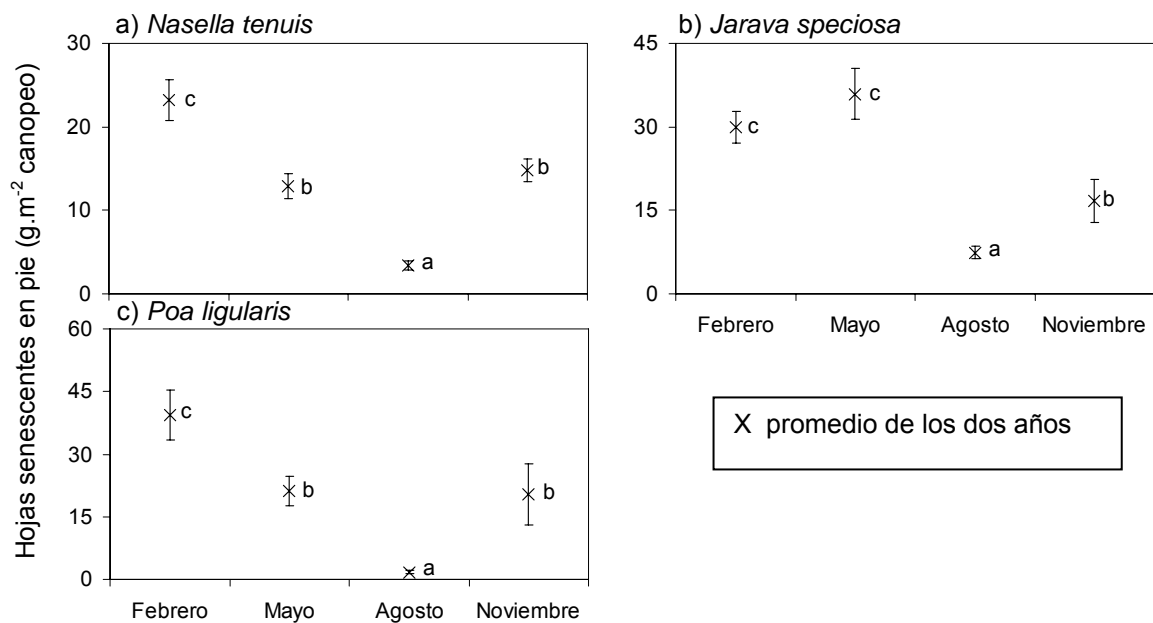 a) Nasella tenuis
Hojas senescentes en pie (g.m⁻² canopeo)
30
20
10
0
c
b
a
b
b) Jarava speciosa
45
30
15
0
c
c
a
b
Febrero Mayo Agosto Noviembre
c) Poa ligularis
60
45
30
15
0
c
b
a
b
Febrero Mayo Agosto Noviembre
X promedio de los dos años